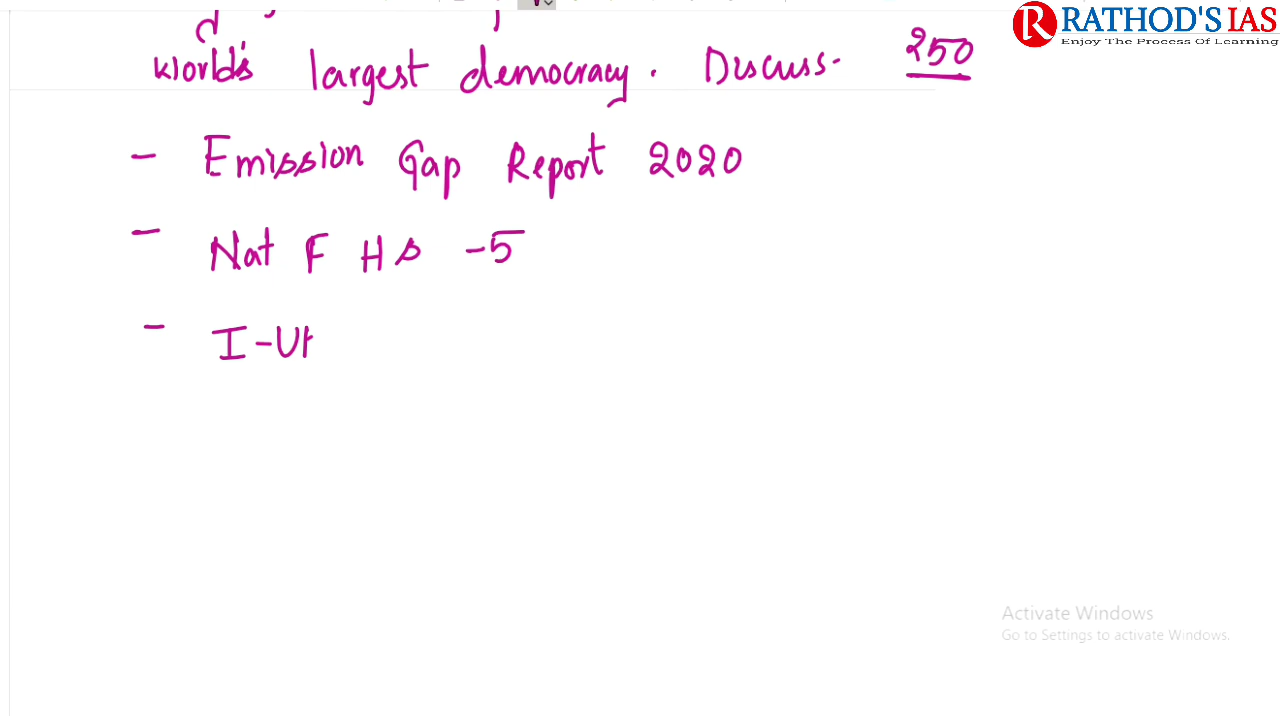 RATHOD'S IAS
Enjoy The Process Of Learning
world's largest democracy. Discuss. 250
- Emission Gap Report 2020
- Nat F H S -5
- I-UK
Activate Windows
Go to Settings to activate Windows.